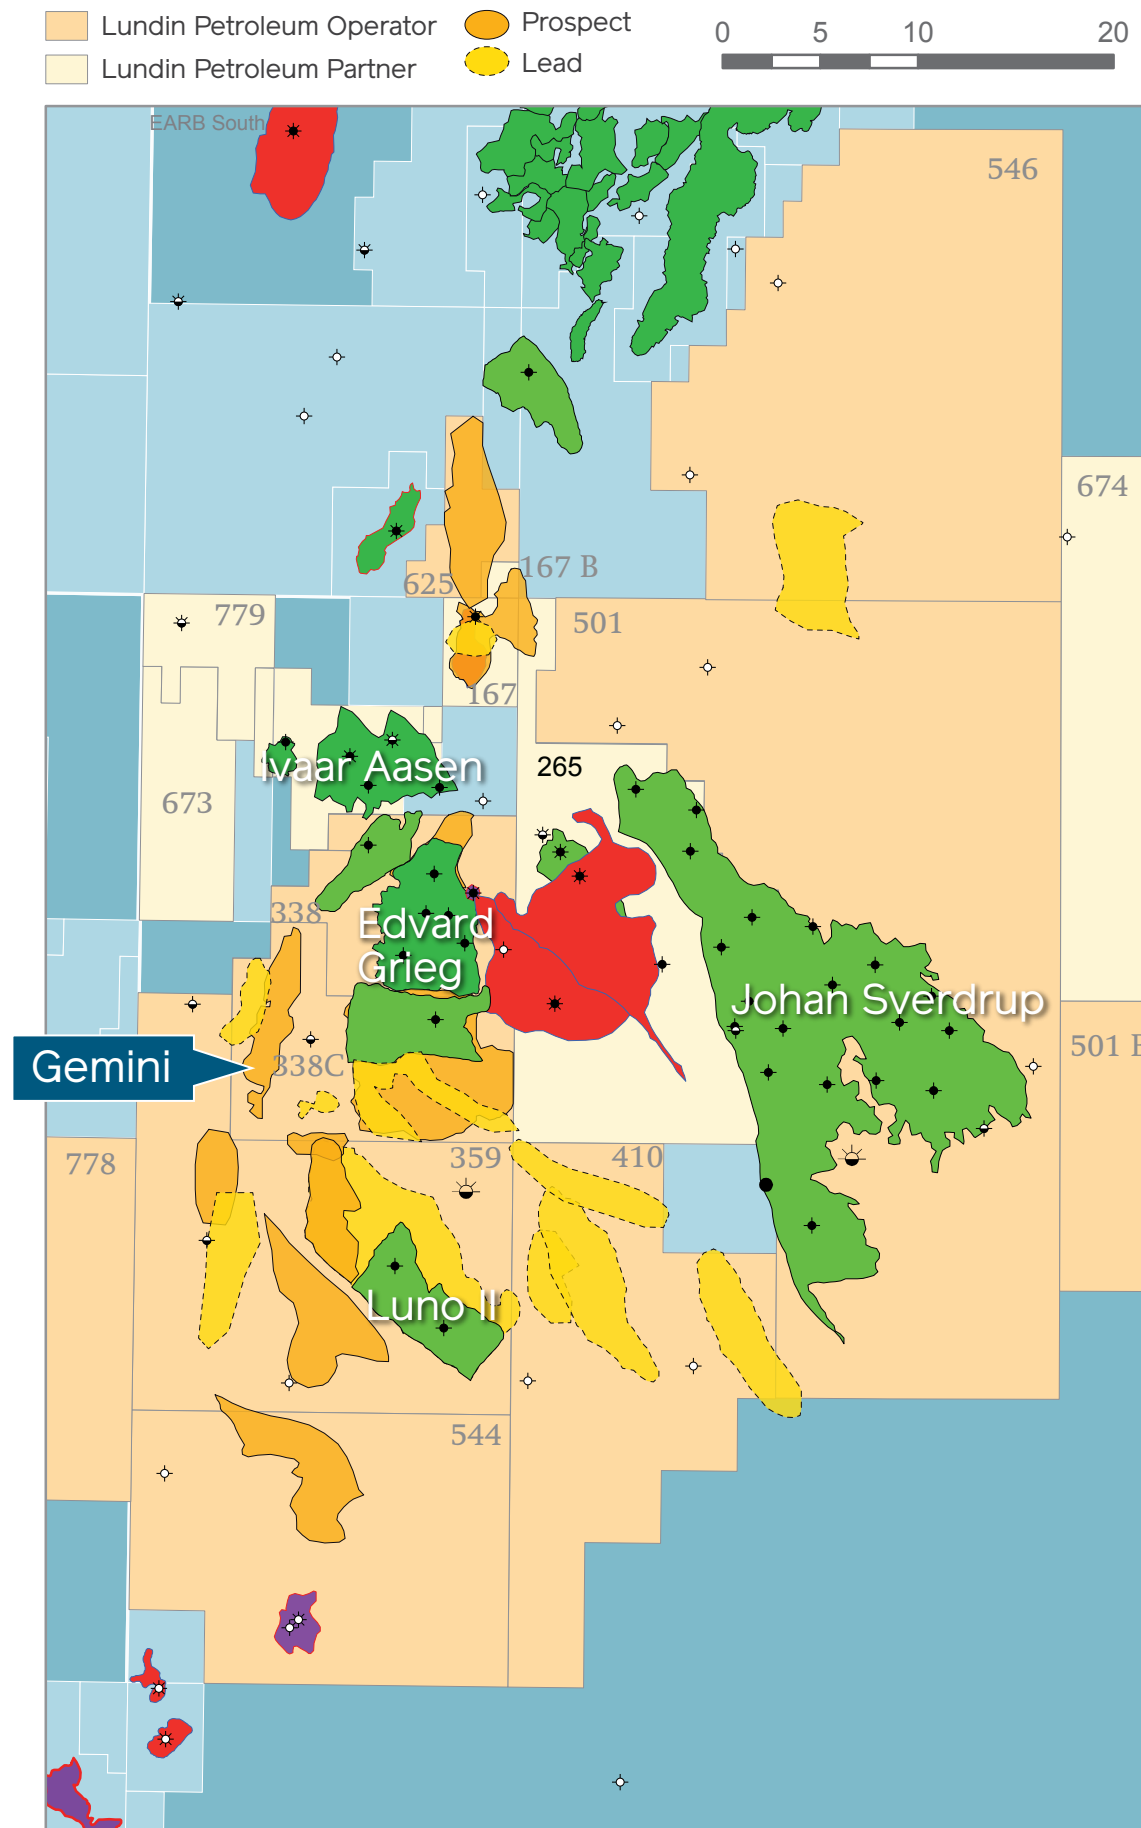 Lundin Petroleum Operator
Prospect
Lundin Petroleum Partner
Lead
0 5 10 20
EARB South
546
674
625
167 B
779
501
167
Ivaar Aasen
265
673
338
Edvard
Grieg
Johan Sverdrup
Gemini
338C
501 B
778
359
410
Luno II
544